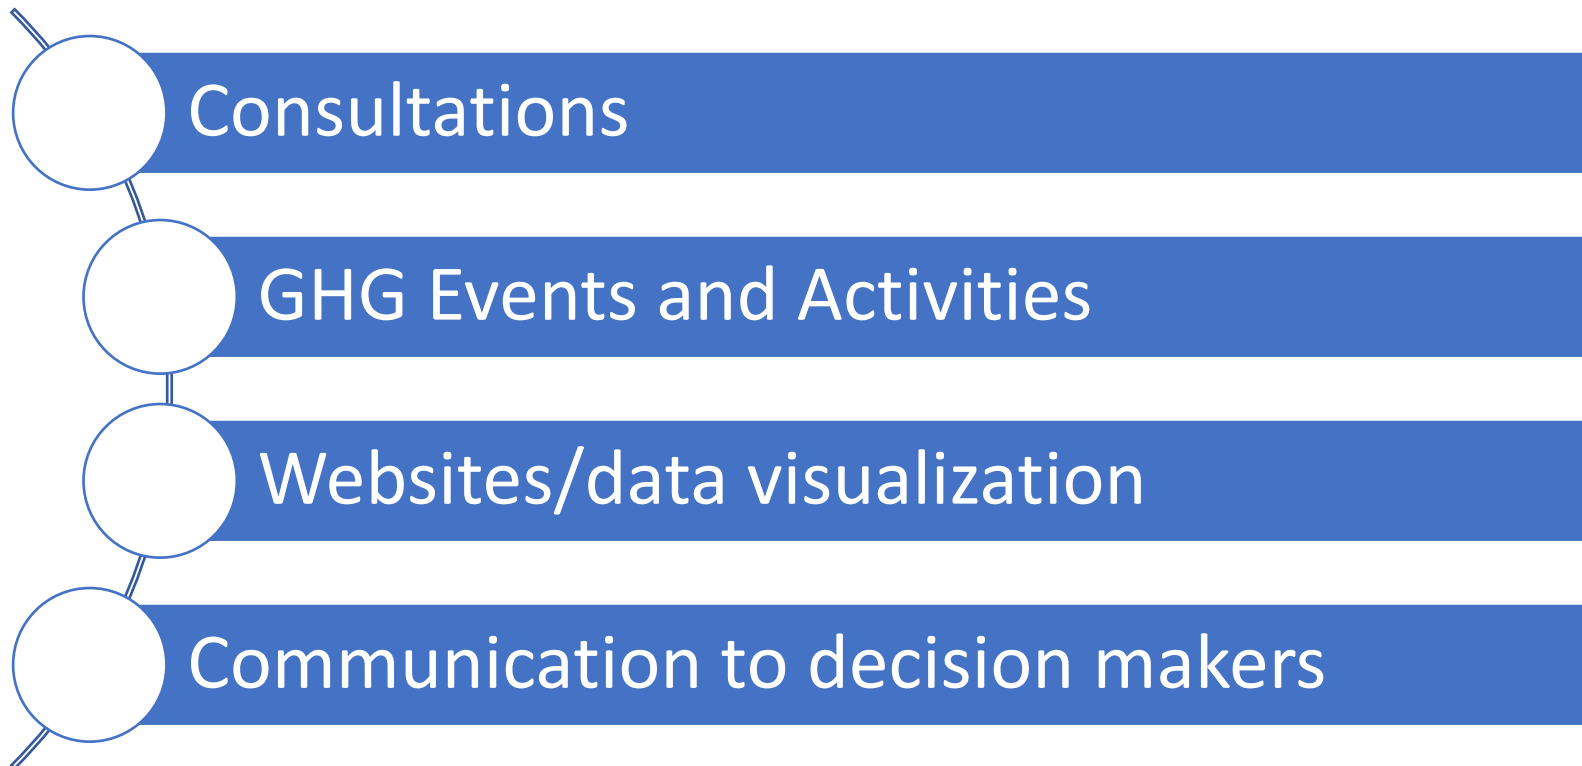 Consultations
GHG Events and Activities
Websites/data visualization
Communication to decision makers